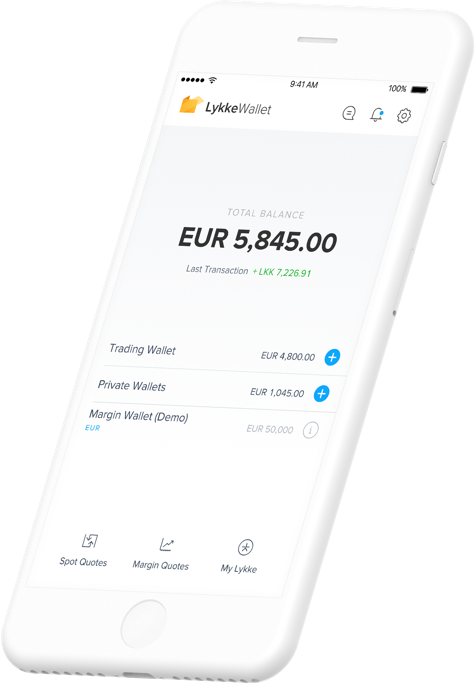 9:41 AM 100%
LykkeWallet
TOTAL BALANCE
EUR 5,845.00
Last Transaction + LKK 7,226.91
Trading Wallet EUR 4,800.00
Private Wallets EUR 1,045.00
Margin Wallet (Demo) EUR 50,000
EUR
Spot Quotes Margin Quotes My Lykke